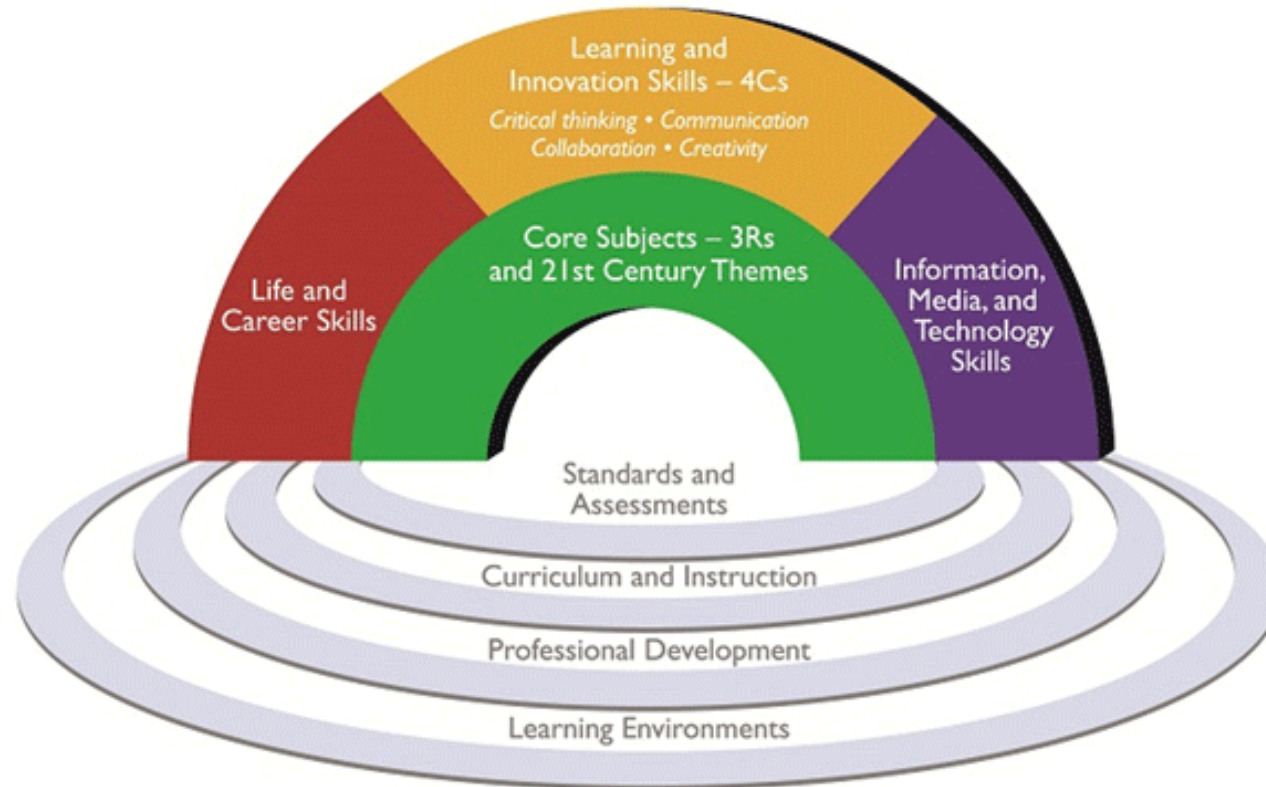 Learning and
Innovation Skills – 4Cs
Critical thinking • Communication
Collaboration • Creativity
Core Subjects – 3Rs
and 21st Century Themes
Life and
Career Skills
Information,
Media, and
Technology
Skills
Standards and
Assessments
Curriculum and Instruction
Professional Development
Learning Environments